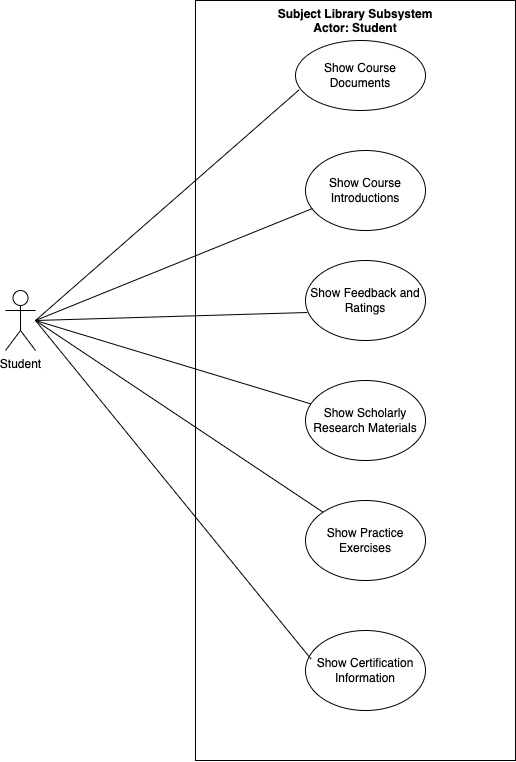 Subject Library Subsystem
Actor: Student
Show Course
Documents
Show Course
Introductions
Show Feedback and
Ratings
Student
Show Scholarly
Research Materials
Show Practice
Exercises
Show Certification
Information